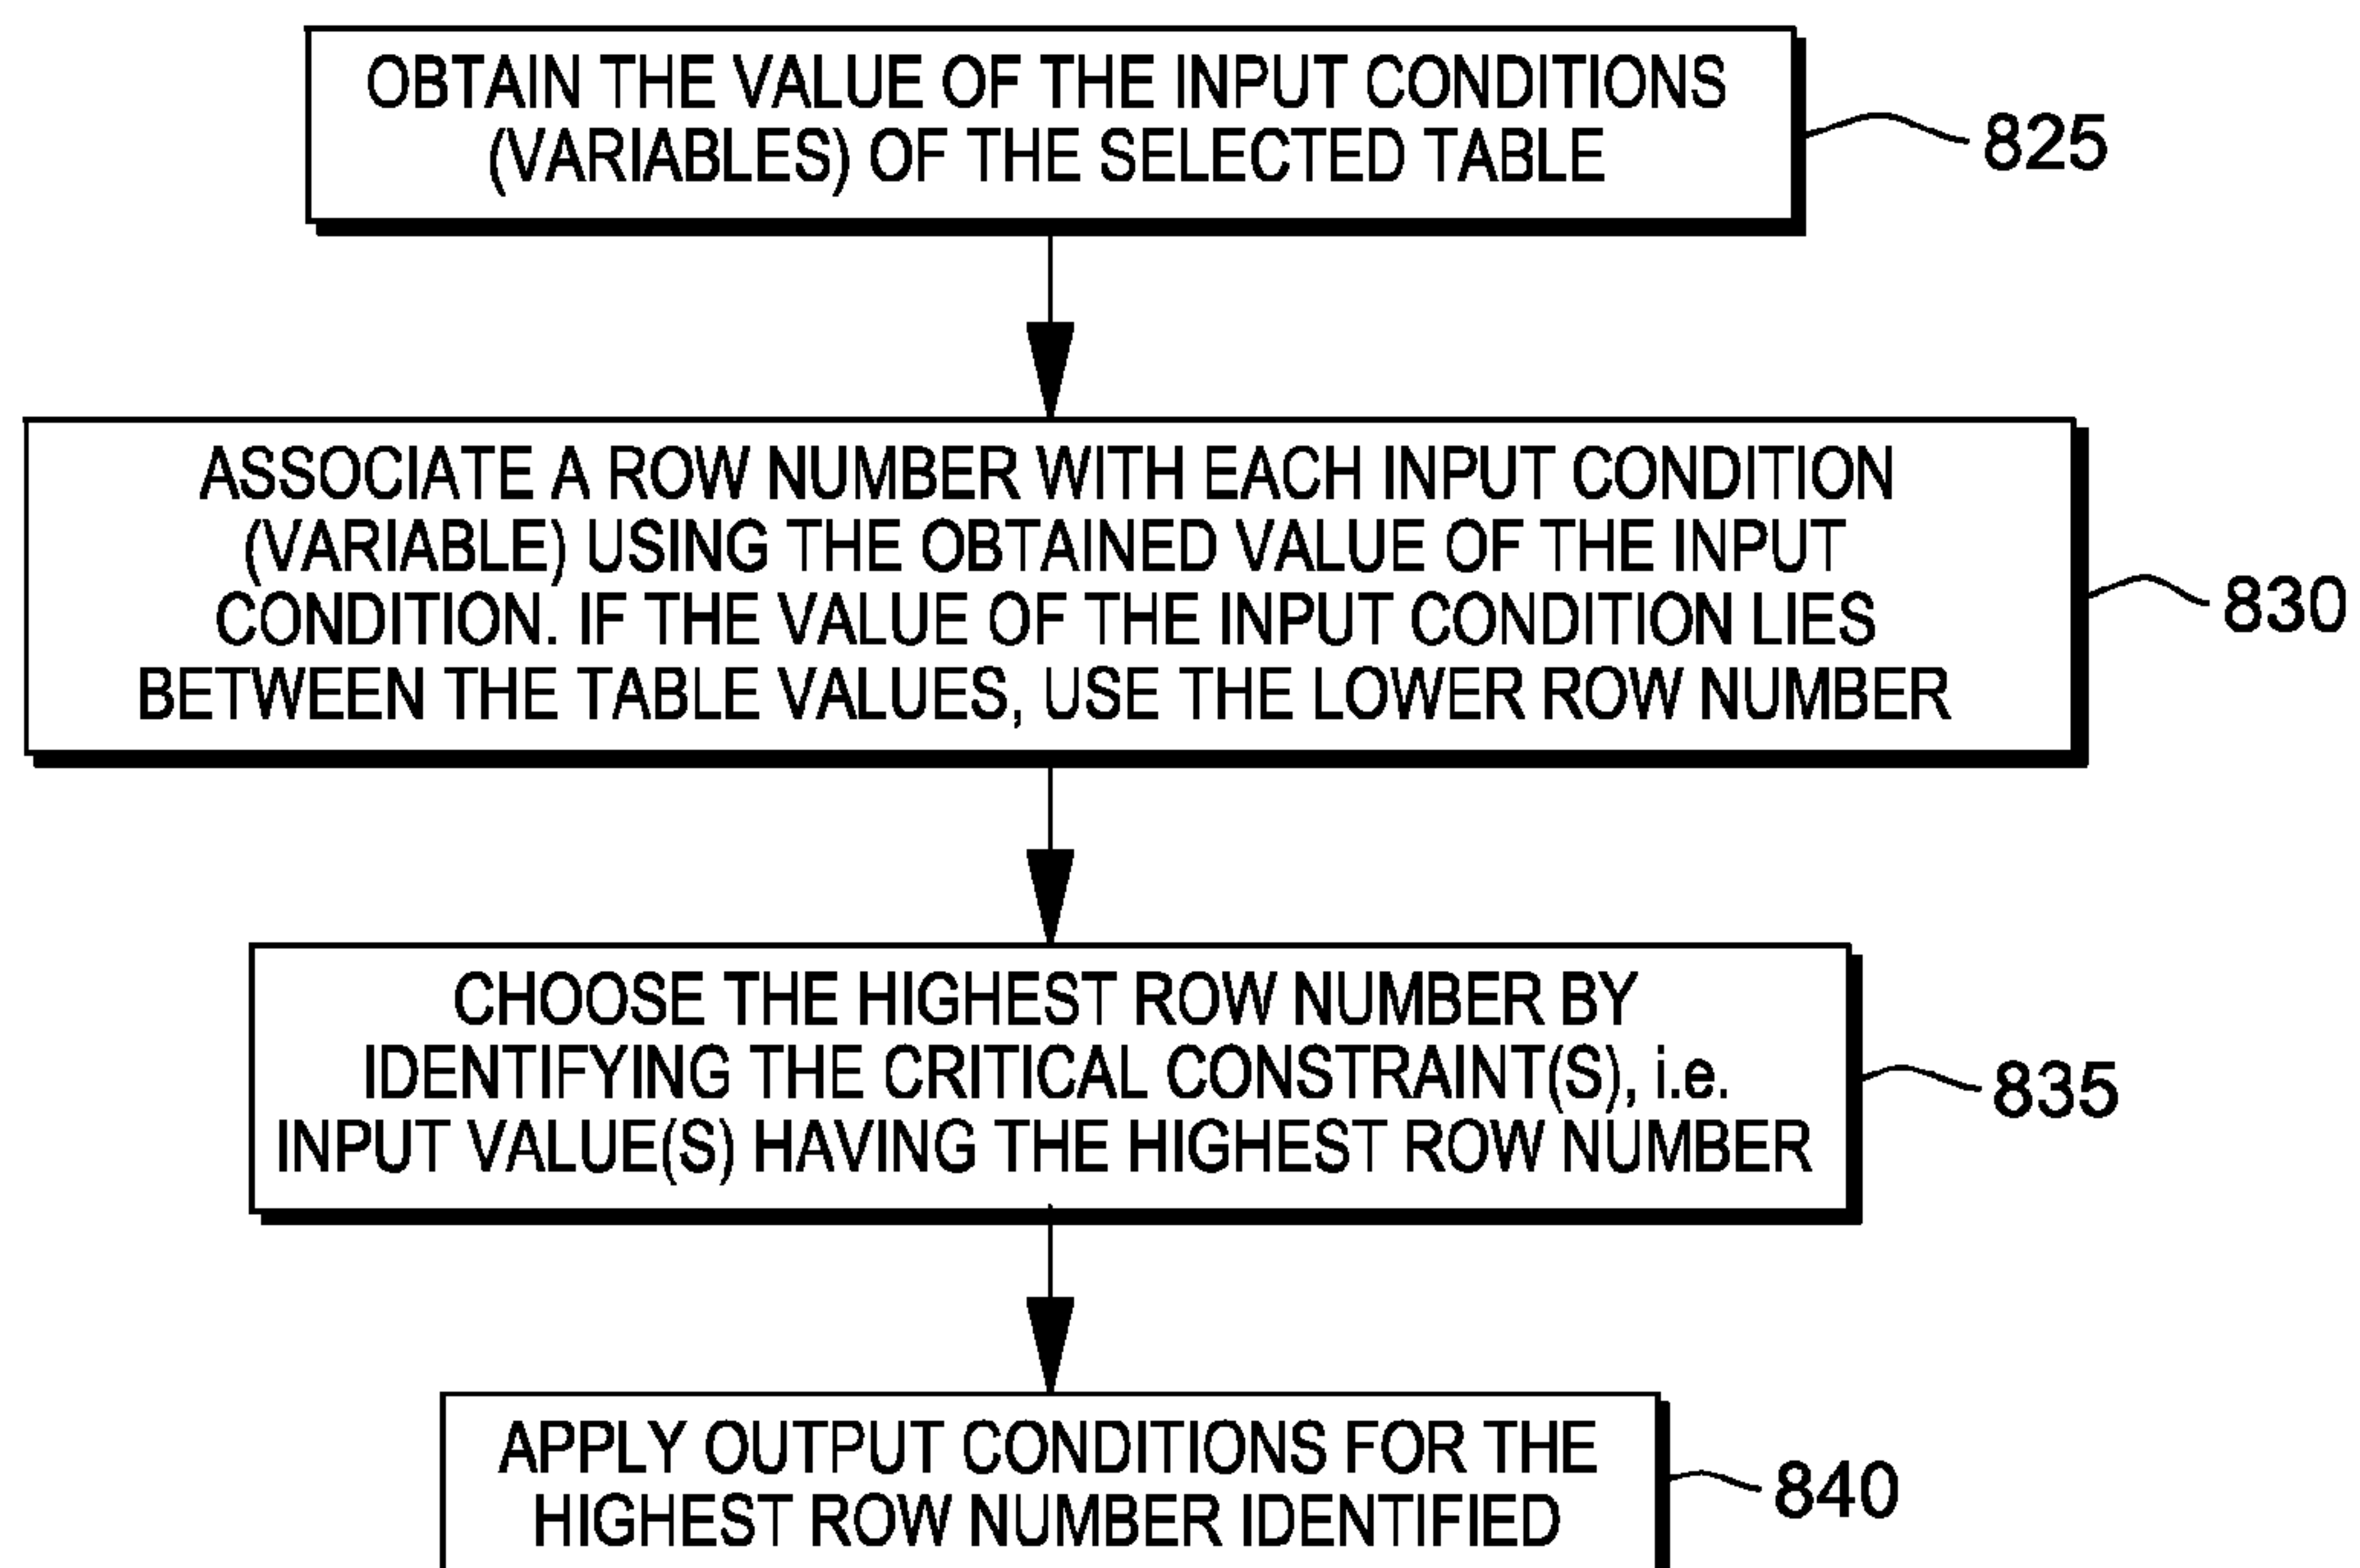 OBTAIN THE VALUE OF THE INPUT CONDITIONS
(VARIABLES) OF THE SELECTED TABLE
825
ASSOCIATE A ROW NUMBER WITH EACH INPUT CONDITION
(VARIABLE) USING THE OBTAINED VALUE OF THE INPUT
CONDITION. IF THE VALUE OF THE INPUT CONDITION LIES
BETWEEN THE TABLE VALUES, USE THE LOWER ROW NUMBER
830
CHOOSE THE HIGHEST ROW NUMBER BY
IDENTIFYING THE CRITICAL CONSTRAINT(S), i.e.
INPUT VALUE(S) HAVING THE HIGHEST ROW NUMBER
835
APPLY OUTPUT CONDITIONS FOR THE
HIGHEST ROW NUMBER IDENTIFIED
840